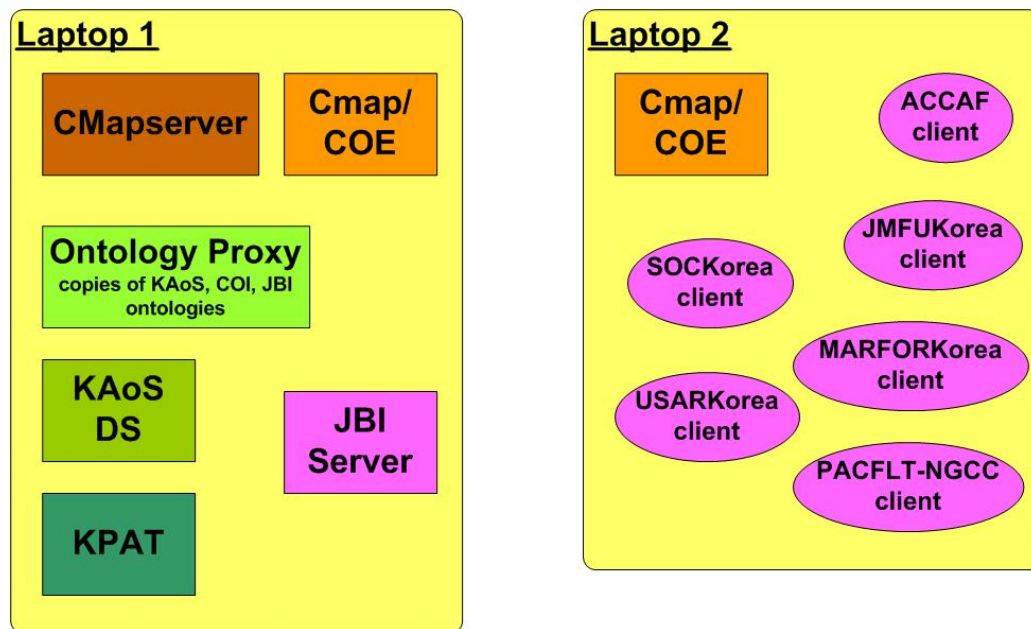 Laptop 1
CMapserver
Cmap/
COE
Ontology Proxy
copies of KAoS, COI, JBI
ontologies
KAoS
DS
JBI
Server
KPAT
Laptop 2
Cmap/
COE
ACCAF
client
JMFUKorea
client
SOCKorea
client
MARFORKorea
client
USARKorea
client
PACFLT-NGCC
client